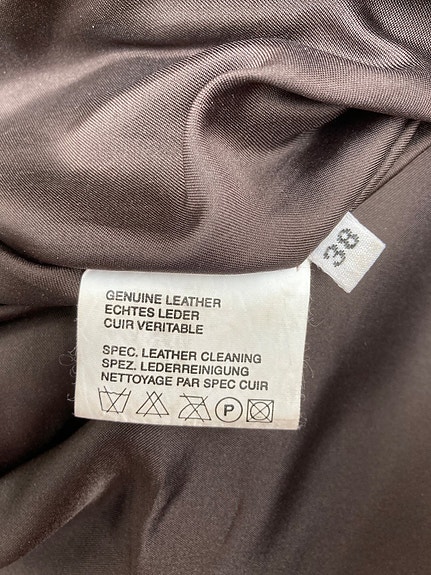 38
GENUINE LEATHER
ECHTES LEDER
CUIR VERITABLE
SPEC. LEATHER CLEANING
SPEZ. LEDERREINIGUNG
NETTOYAGE PAR SPEC CUIR
P